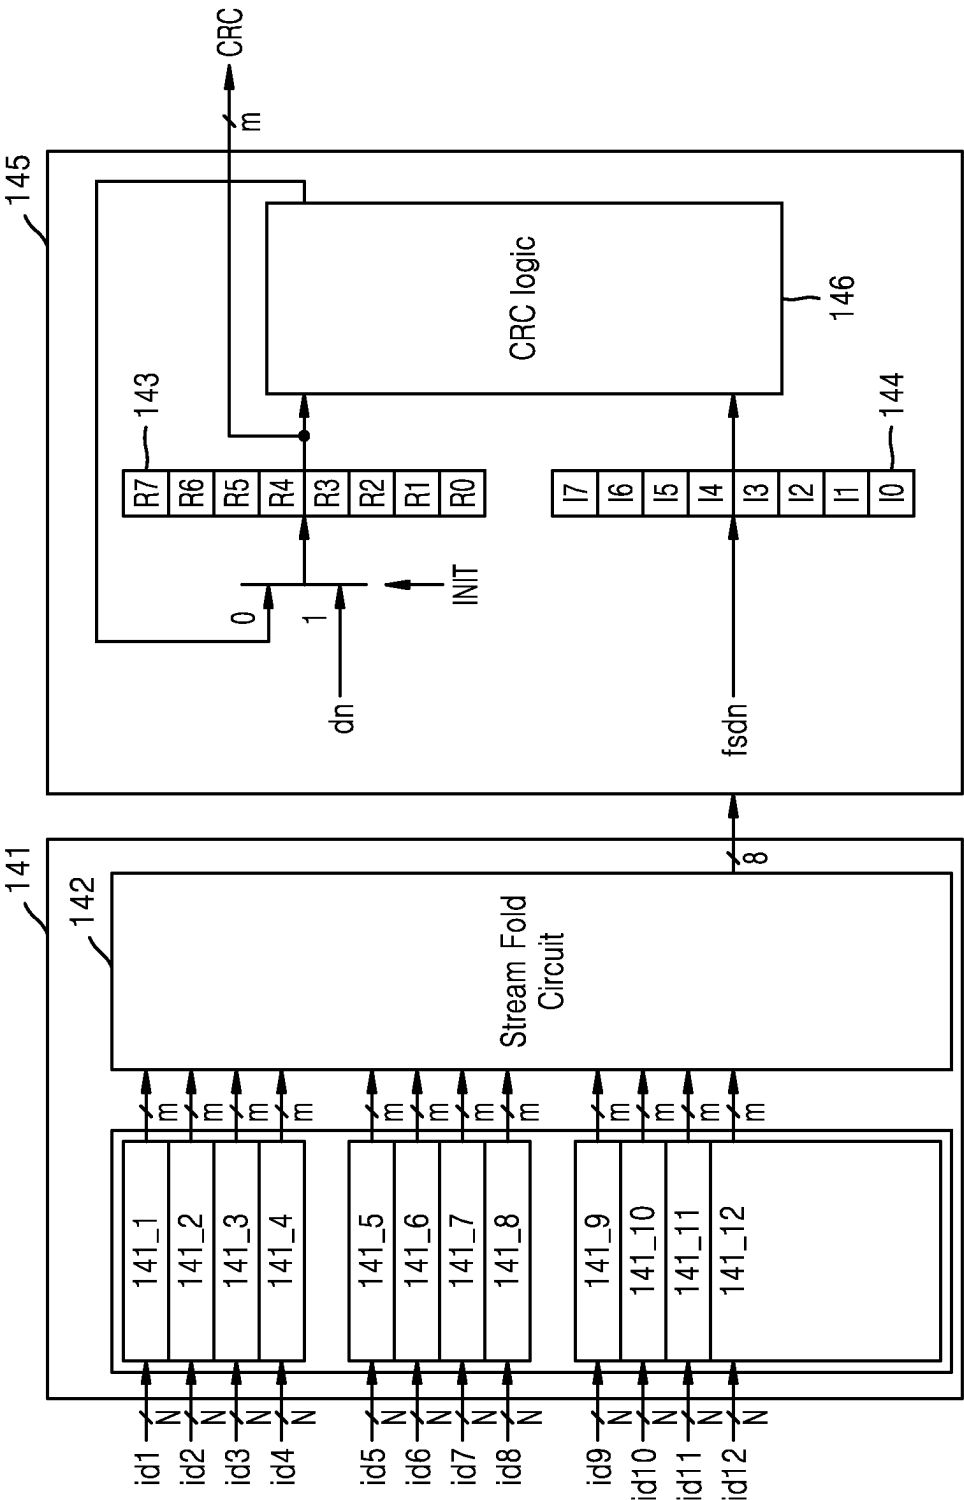 141
142
id1
id2
id3
id4
id5
id6
id7
id8
id9
id10
id11
id12
N
N
N
N
N
N
N
N
N
N
N
N
141_1
141_2
141_3
141_4
141_5
141_6
141_7
141_8
141_9
141_10
141_11
141_12
m
m
m
m
m
m
m
m
m
m
m
m
Stream Fold
Circuit
8
145
dn
0
1
INIT
fsdn
143
R7
R6
R5
R4
R3
R2
R1
R0
I7
I6
I5
I4
I3
I2
I1
I0
144
CRC logic
146
m
CRC